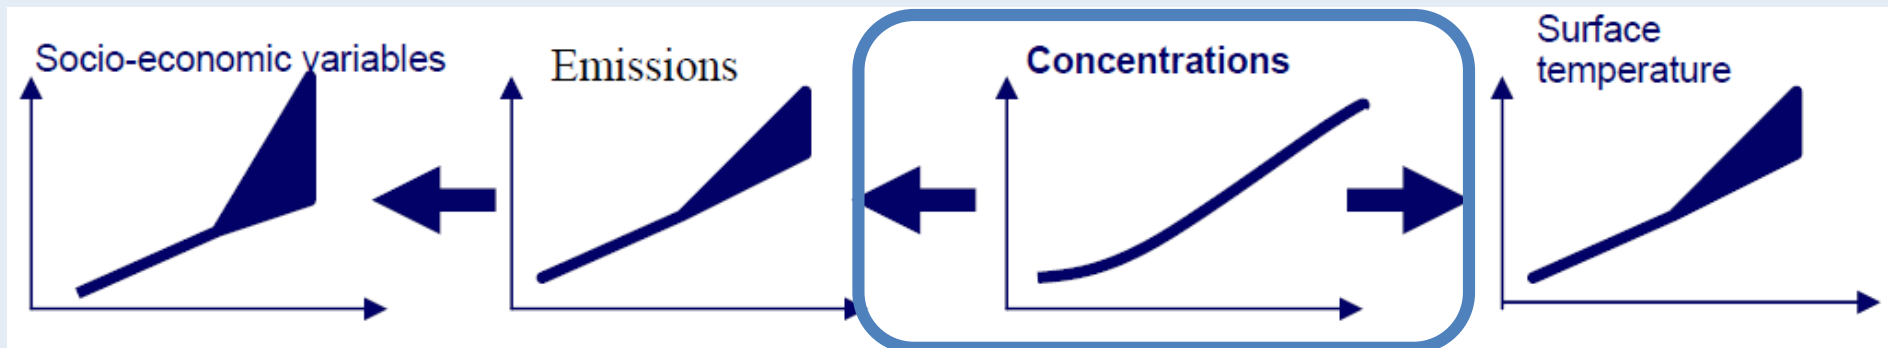 Socio-economic variables
Emissions
Concentrations
Surface
temperature